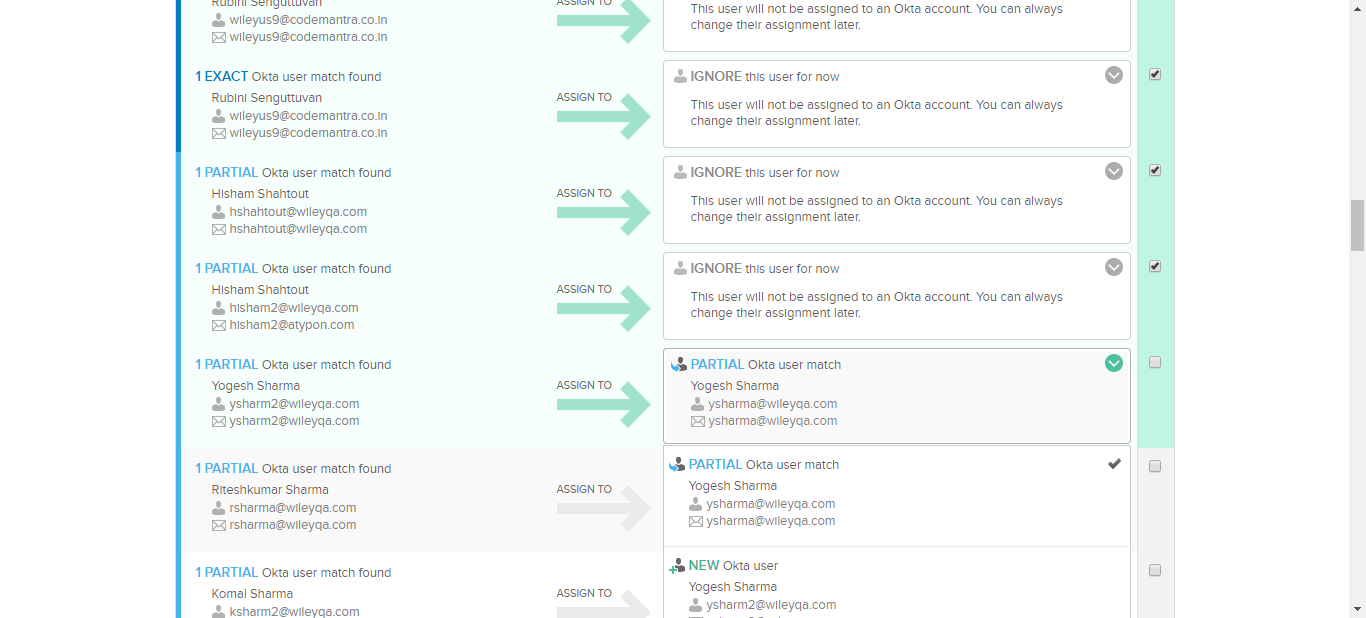 Rubini Senguttuvan
wileyus9@codemantra.co.in
wileyus9@codemantra.co.in
ASSIGN TO
This user will not be assigned to an Okta account. You can always
change their assignment later.
1 EXACT Okta user match found
Rubini Senguttuvan
wileyus9@codemantra.co.in
wileyus9@codemantra.co.in
ASSIGN TO
IGNORE this user for now
This user will not be assigned to an Okta account. You can always
change their assignment later.
1 PARTIAL Okta user match found
Hisham Shahtout
hshahtout@wileyqa.com
hshahtout@wileyqa.com
ASSIGN TO
IGNORE this user for now
This user will not be assigned to an Okta account. You can always
change their assignment later.
1 PARTIAL Okta user match found
Hisham Shahtout
hisham2@wileyqa.com
hisham2@atypon.com
ASSIGN TO
IGNORE this user for now
This user will not be assigned to an Okta account. You can always
change their assignment later.
1 PARTIAL Okta user match found
Yogesh Sharma
ysharm2@wileyqa.com
ysharm2@wileyqa.com
ASSIGN TO
PARTIAL Okta user match
Yogesh Sharma
ysharma@wileyqa.com
ysharma@wileyqa.com
1 PARTIAL Okta user match found
Riteshkumar Sharma
rsharma@wileyqa.com
rsharma@wileyqa.com
ASSIGN TO
PARTIAL Okta user match
Yogesh Sharma
ysharma@wileyqa.com
ysharma@wileyqa.com
1 PARTIAL Okta user match found
Komal Sharma
ksharm2@wileyqa.com
ASSIGN TO
NEW Okta user
Yogesh Sharma
ysharm2@wileyqa.com